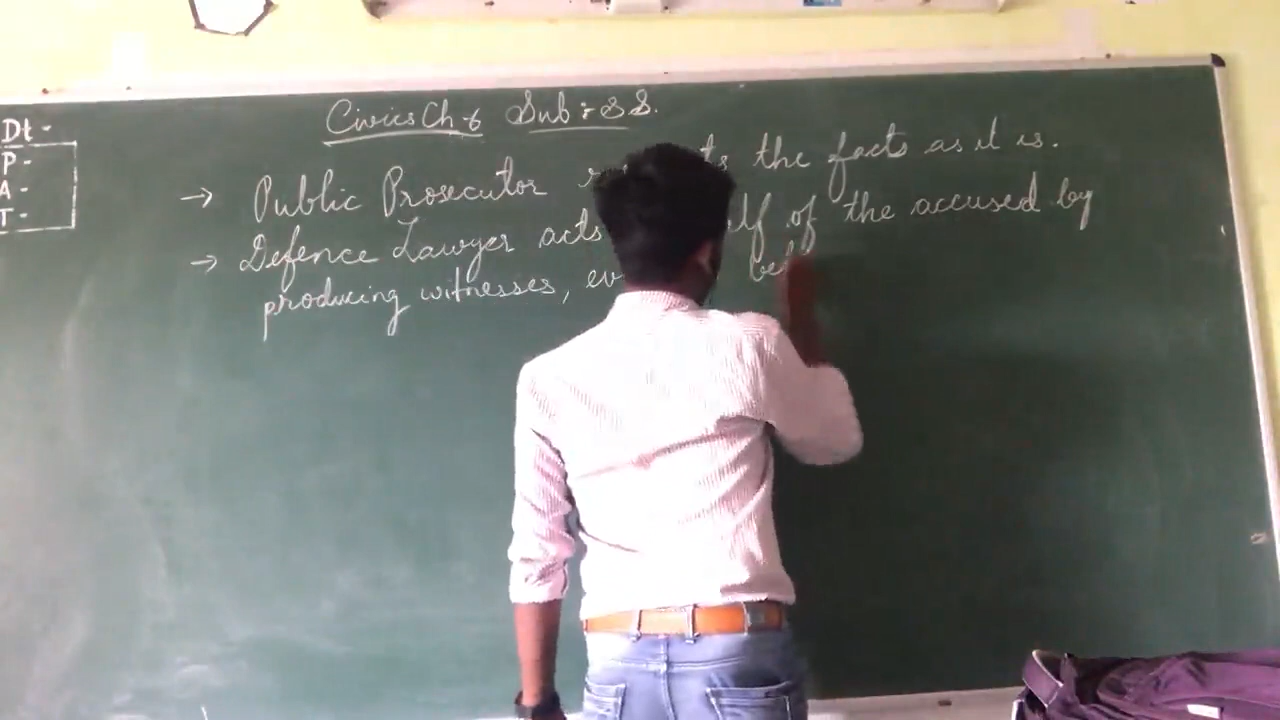 Civics Ch-6 Sub: SS.
Dt-
P-
A-
T-
→ Public Prosecutor the facts as it is.
→ Defence Lawyer acts of the accused by
producing witnesses,